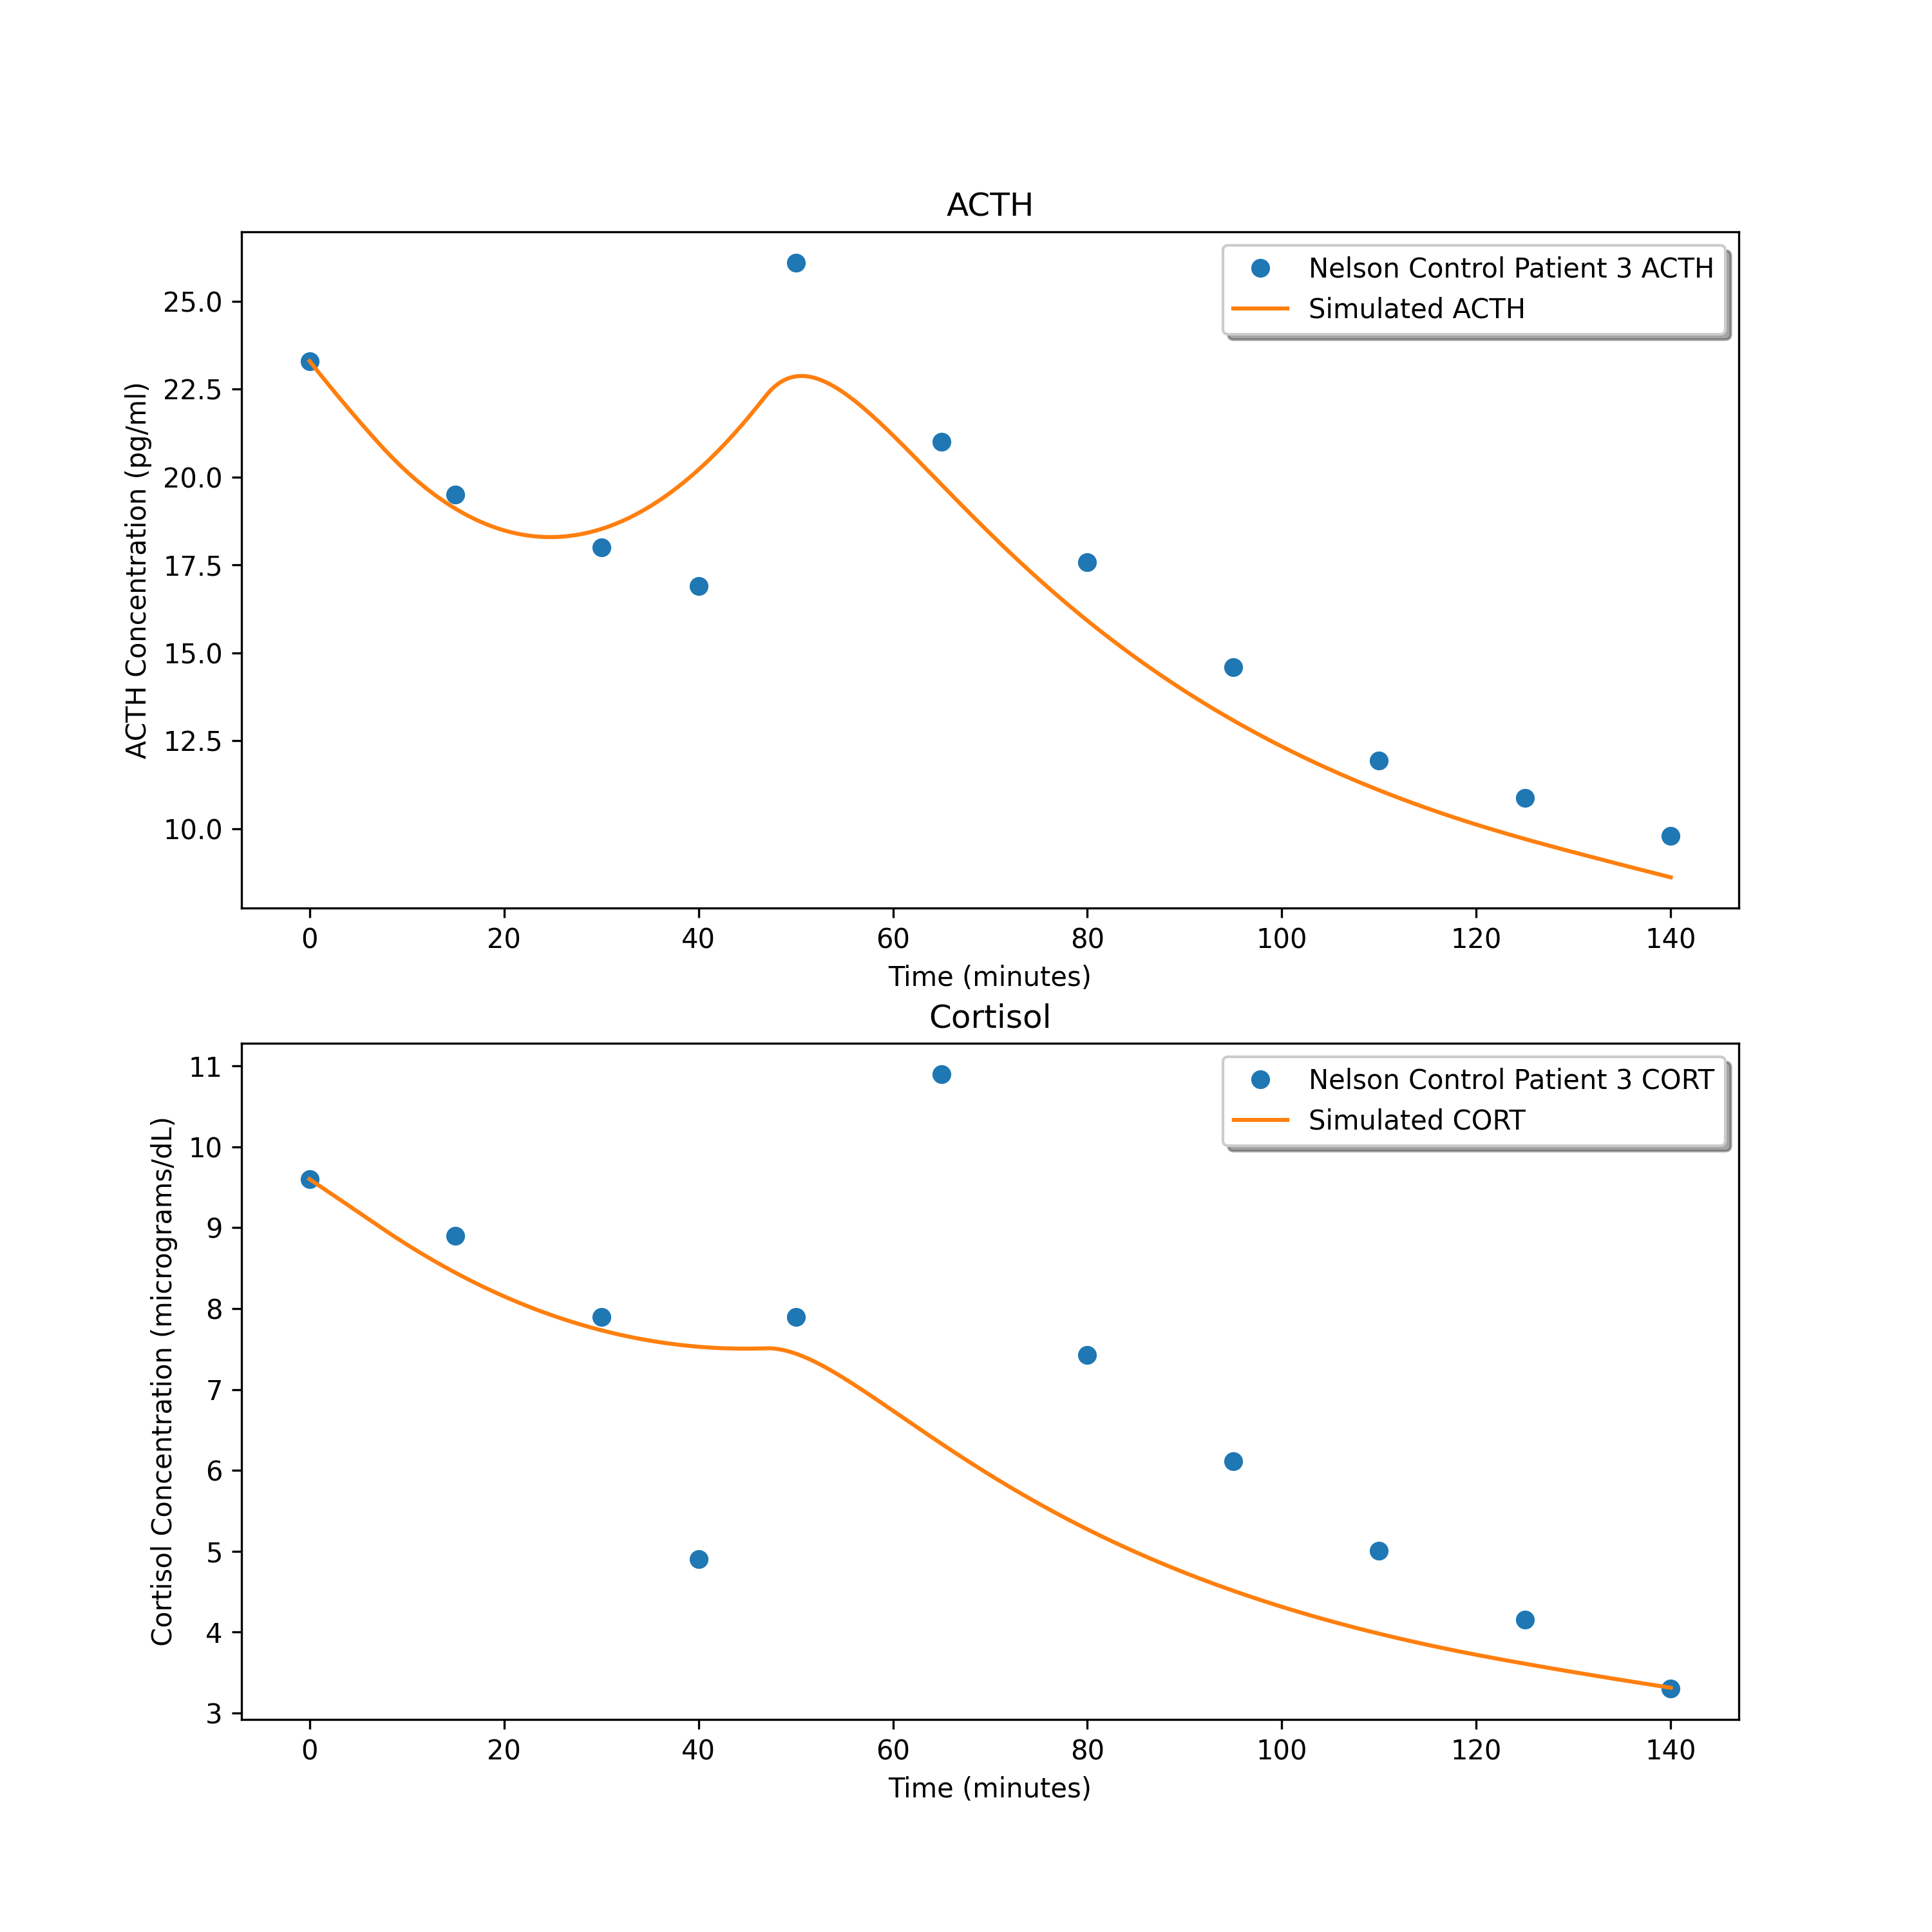 ACTH
Nelson Control Patient 3 ACTH
Simulated ACTH
ACTH Concentration (pg/ml)
25.0
22.5
20.0
17.5
15.0
12.5
10.0
0 20 40 60 80 100 120 140
Time (minutes)
Cortisol
Nelson Control Patient 3 CORT
Simulated CORT
Cortisol Concentration (micrograms/dL)
11
10
9
8
7
6
5
4
3
0 20 40 60 80 100 120 140
Time (minutes)